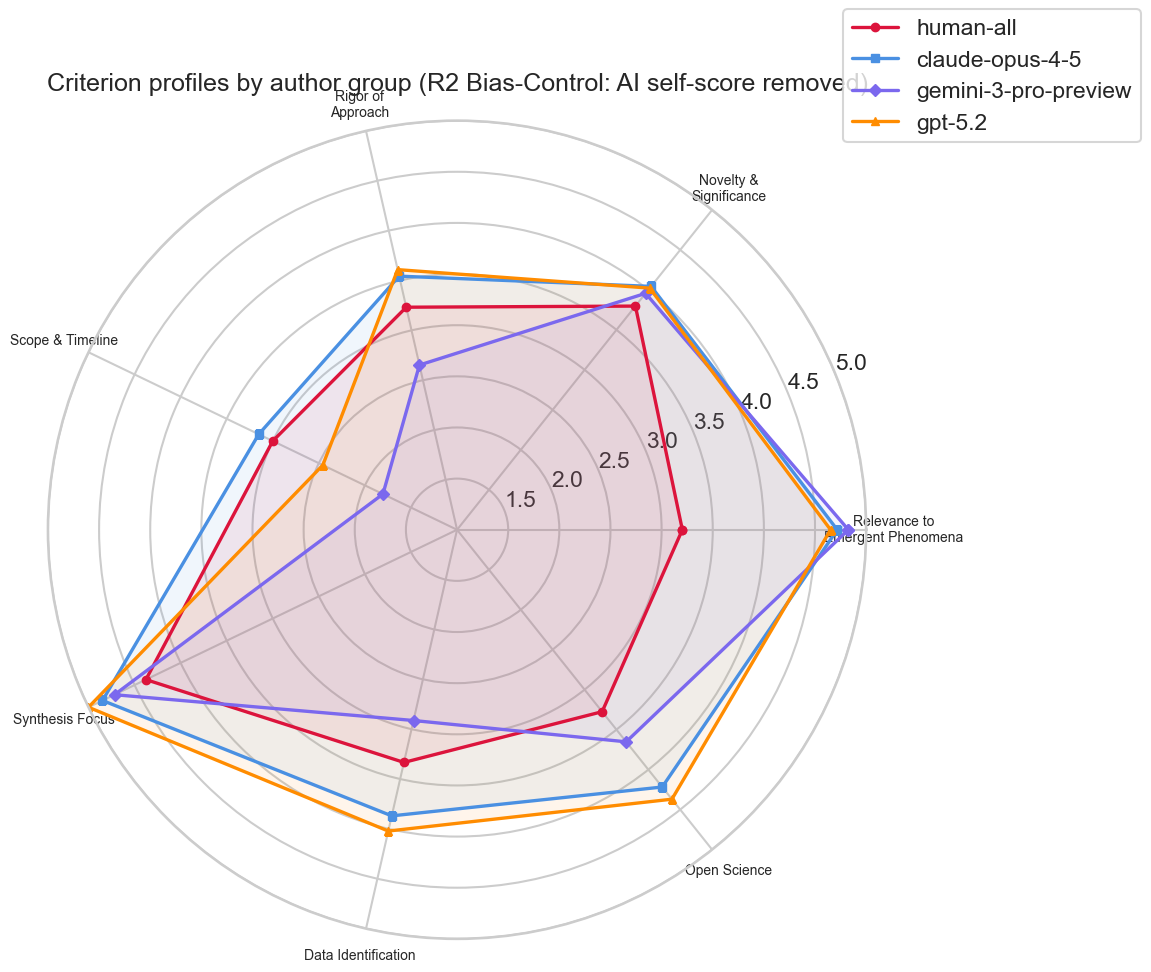 human-all
claude-opus-4-5
gemini-3-pro-preview
gpt-5.2
Criterion profiles by author group (R2 Bias-Control: AI self-score removed)
Rigor of
Approach
Novelty &
Significance
Scope & Timeline
5.0
4.5
4.0
3.5
3.0
2.5
2.0
1.5
Relevance to
Emergent Phenomena
Synthesis Focus
Open Science
Data Identification